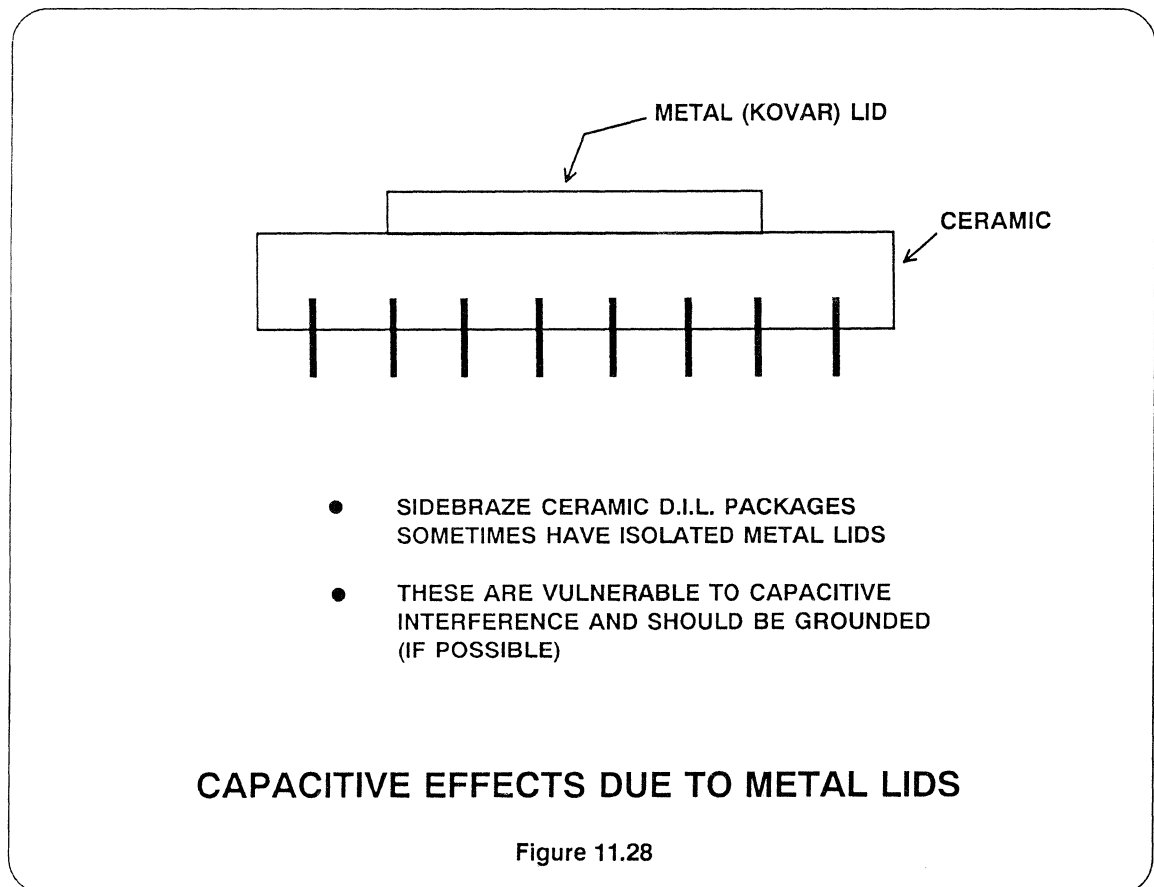 METAL (KOVAR) LID
CERAMIC
● SIDEBRAZE CERAMIC D.I.L. PACKAGES
SOMETIMES HAVE ISOLATED METAL LIDS
● THESE ARE VULNERABLE TO CAPACITIVE
INTERFERENCE AND SHOULD BE GROUNDED
(IF POSSIBLE)
CAPACITIVE EFFECTS DUE TO METAL LIDS
Figure 11.28